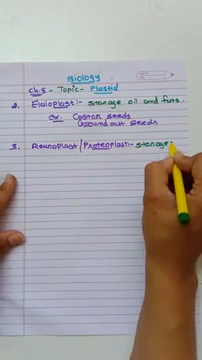 Biology
Ch.8 - Topic - Plastid
2. Elaioplast :- Storage oil and fats.
Ex. Castor seeds
Ground nut seeds
3. Aleuroplast / Proteoplast :- storage